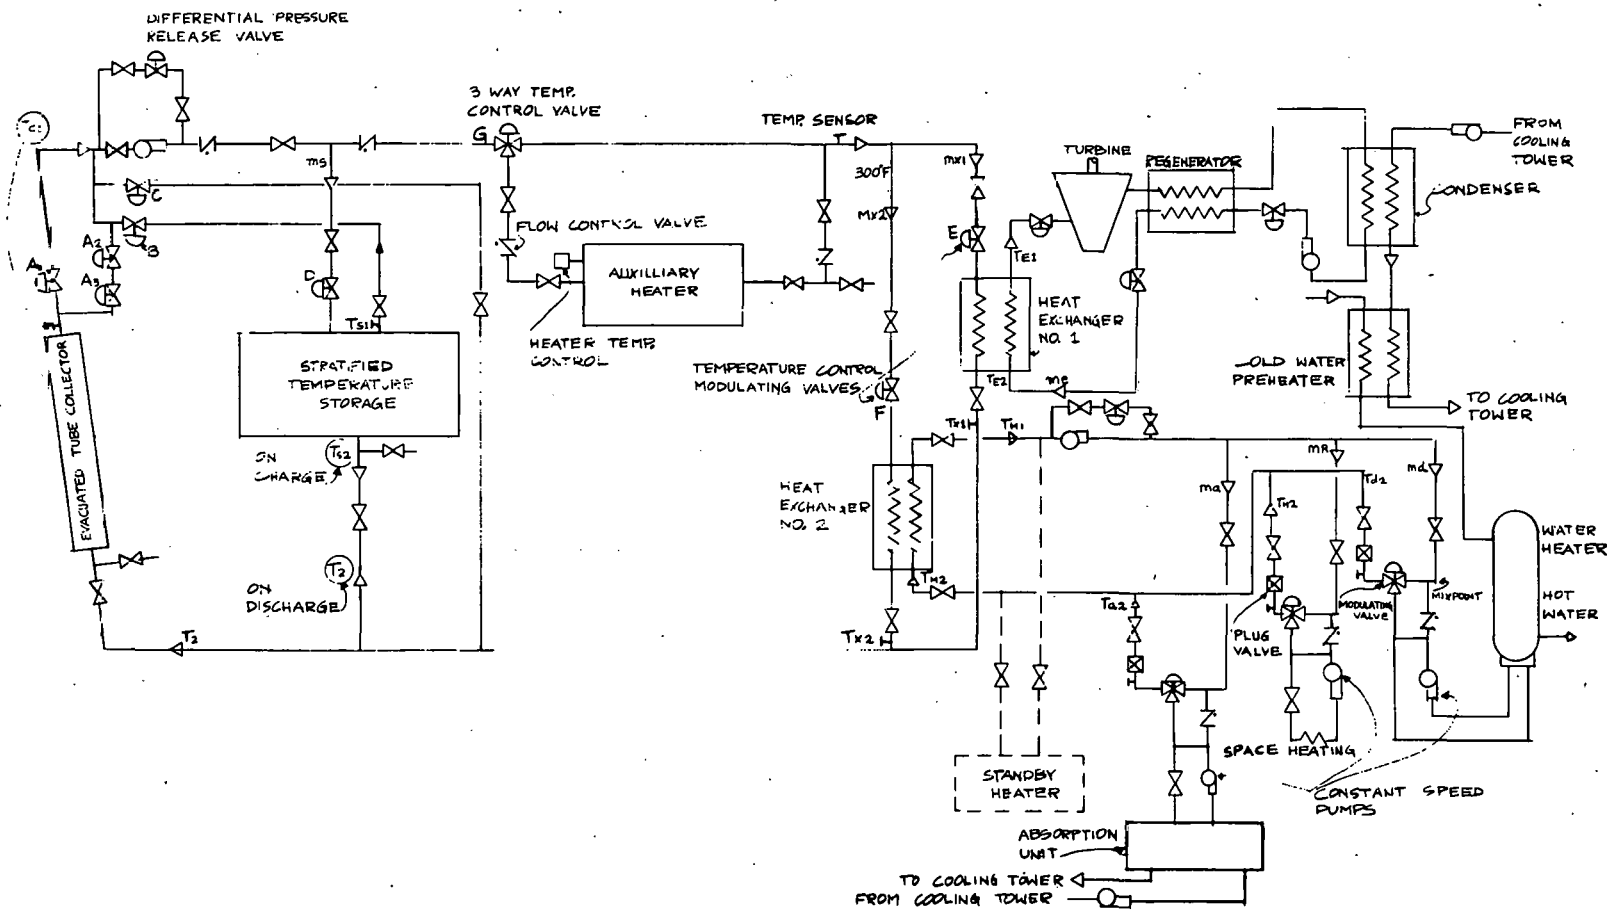 DIFFERENTIAL PRESSURE
RELEASE VALVE
3 WAY TEMP.
CONTROL VALVE
G
TEMP. SENSOR
T
300°F
mx1
Mx2
TURBINE
REGENERATOR
FROM
COOLING
TOWER
CONDENSER
ms
C
B
A2
A3
D
E
TE1
FLOW CONTROL VALVE
AUXILLIARY
HEATER
HEATER TEMP.
CONTROL
HEAT
EXCHANGER
NO. 1
TE2
me
OLD WATER
PREHEATER
TO COOLING
TOWER
TS1
STRATIFIED
TEMPERATURE
STORAGE
EVACUATED TUBE COLLECTOR
TEMPERATURE CONTROL
MODULATING VALVES
F
TX1
TH1
ON
CHARGE
TS2
T2
ON
DISCHARGE
T2
HEAT
EXCHANGER
NO. 2
TH2
TX2
ma
mR
md
Td2
TH2
Ta2
WATER
HEATER
HOT
WATER
MODULATING
VALVE
MIXPOINT
PLUG
VALVE
SPACE HEATING
CONSTANT SPEED
PUMPS
STANDBY
HEATER
ABSORPTION
UNIT
TO COOLING TOWER
FROM COOLING TOWER